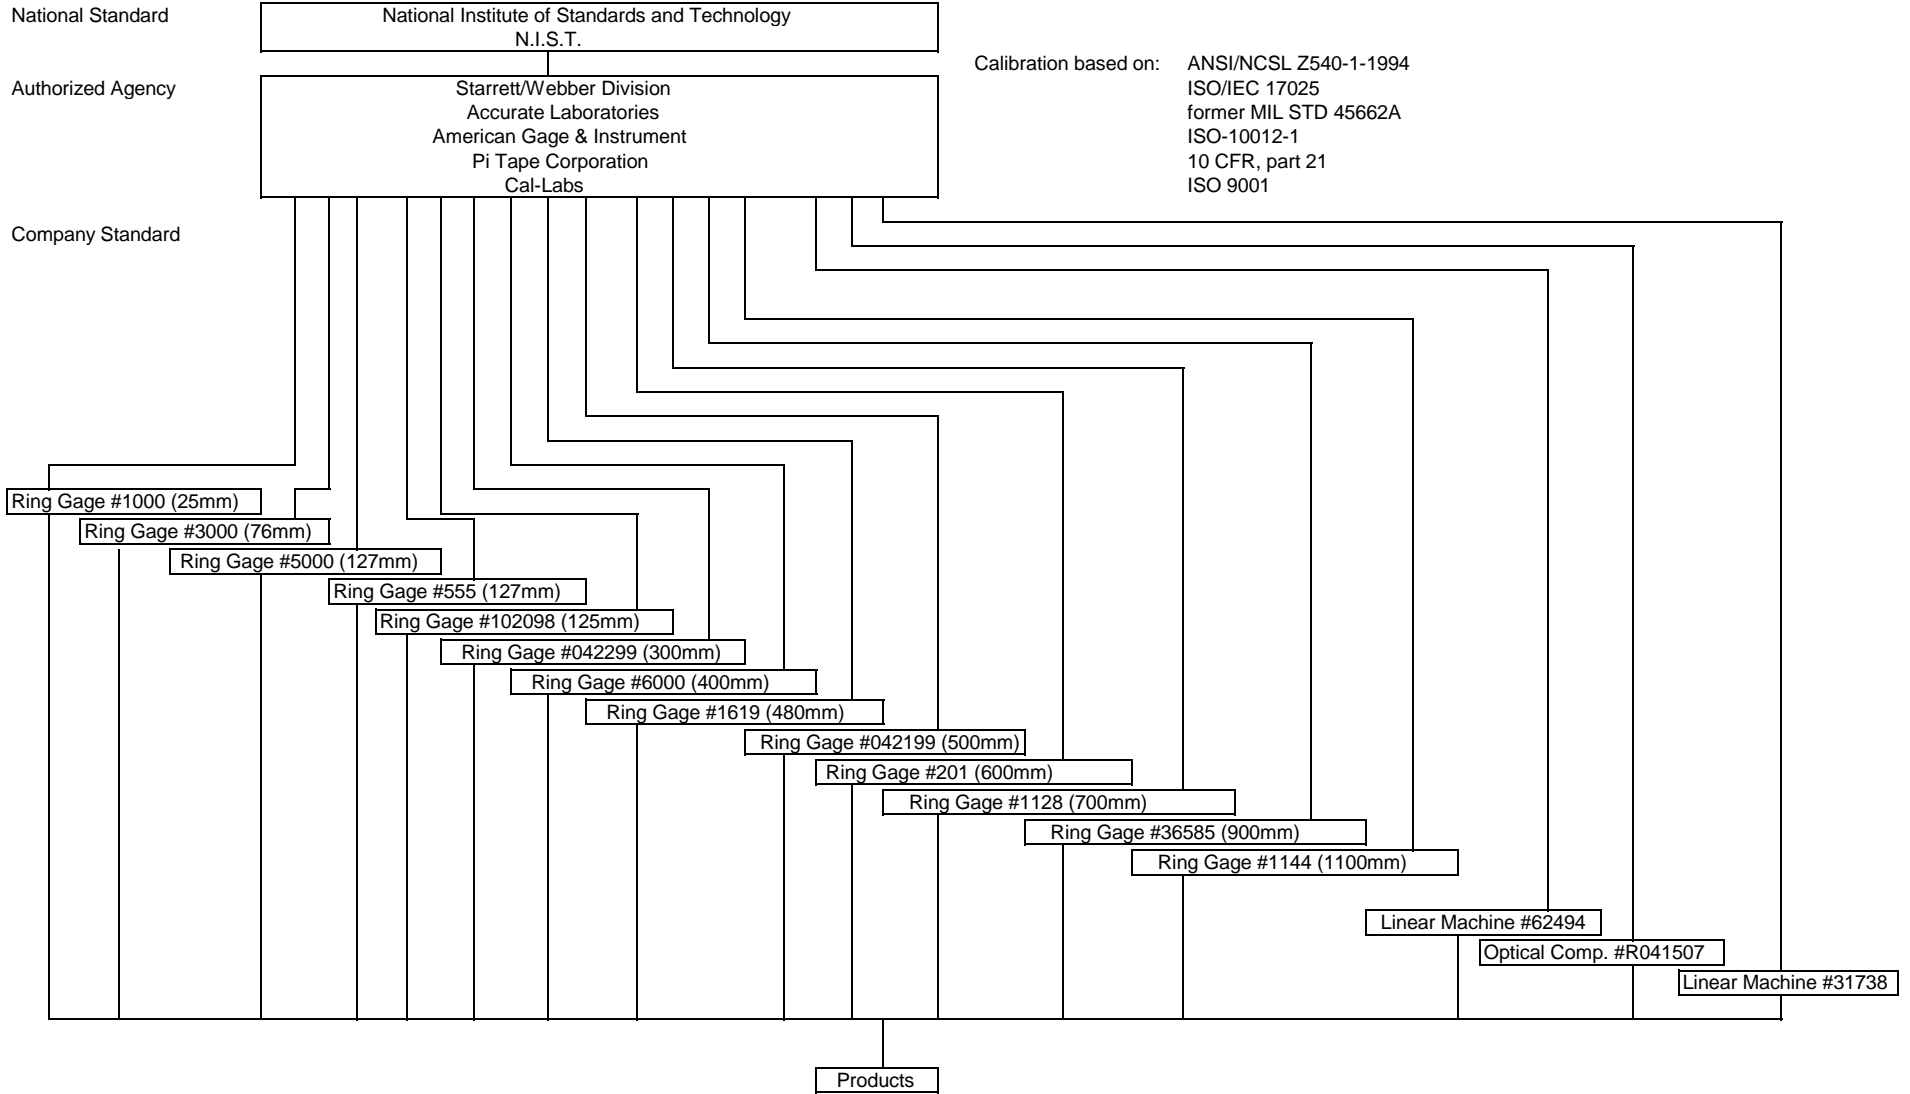 National Standard
National Institute of Standards and Technology
N.I.S.T.
Calibration based on:
ANSI/NCSL Z540-1-1994
ISO/IEC 17025
former MIL STD 45662A
ISO-10012-1
10 CFR, part 21
ISO 9001
Authorized Agency
Starrett/Webber Division
Accurate Laboratories
American Gage & Instrument
Pi Tape Corporation
Cal-Labs
Company Standard
Ring Gage #1000 (25mm)
Ring Gage #3000 (76mm)
Ring Gage #5000 (127mm)
Ring Gage #555 (127mm)
Ring Gage #102098 (125mm)
Ring Gage #042299 (300mm)
Ring Gage #6000 (400mm)
Ring Gage #1619 (480mm)
Ring Gage #042199 (500mm)
Ring Gage #201 (600mm)
Ring Gage #1128 (700mm)
Ring Gage #36585 (900mm)
Ring Gage #1144 (1100mm)
Linear Machine #62494
Optical Comp. #R041507
Linear Machine #31738
Products